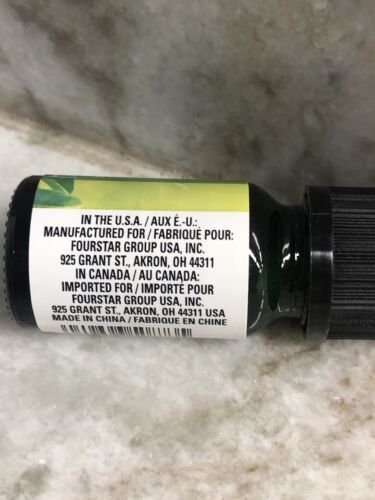 IN THE U.S.A. / AUX É.-U.:
MANUFACTURED FOR / FABRIQUÉ POUR:
FOURSTAR GROUP USA, INC.
925 GRANT ST., AKRON, OH 44311
IN CANADA / AU CANADA:
IMPORTED FOR / IMPORTÉ POUR
FOURSTAR GROUP USA, INC.
925 GRANT ST., AKRON, OH 44311 USA
MADE IN CHINA / FABRIQUÉ EN CHINE